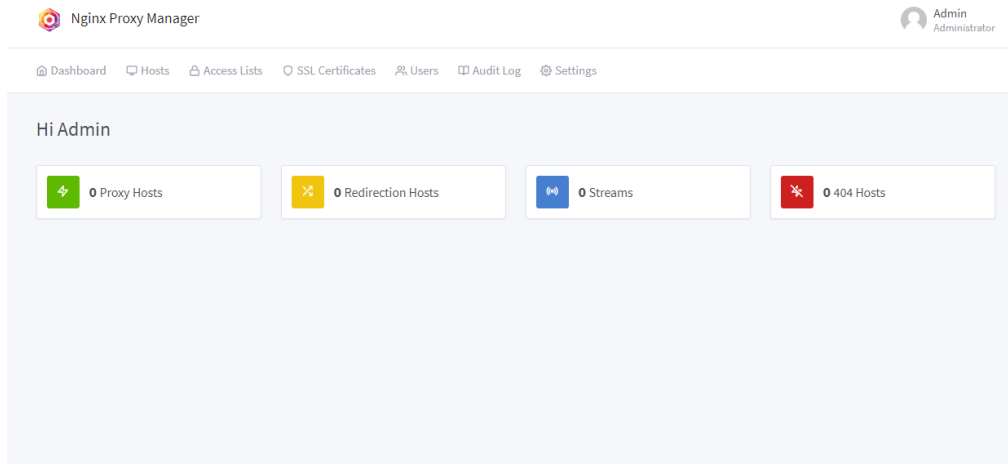 Nginx Proxy Manager
Admin
Administrator
Dashboard Hosts Access Lists SSL Certificates Users Audit Log Settings
Hi Admin
0 Proxy Hosts 0 Redirection Hosts 0 Streams 0 404 Hosts